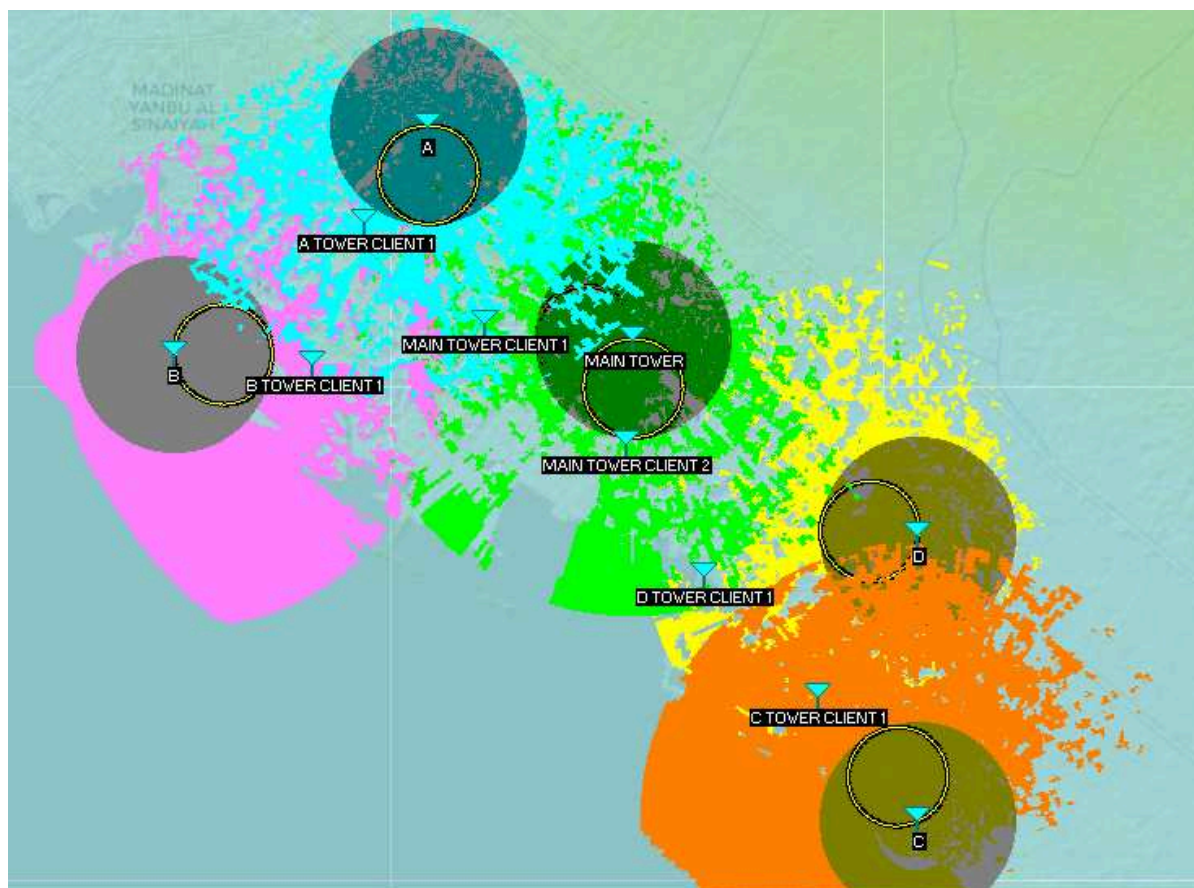 MADINAT
YANBU AL
SINAIYAH
A
A TOWER CLIENT 1
MAIN TOWER CLIENT 1
MAIN TOWER
B
B TOWER CLIENT 1
MAIN TOWER CLIENT 2
D
D TOWER CLIENT 1
C TOWER CLIENT 1
C